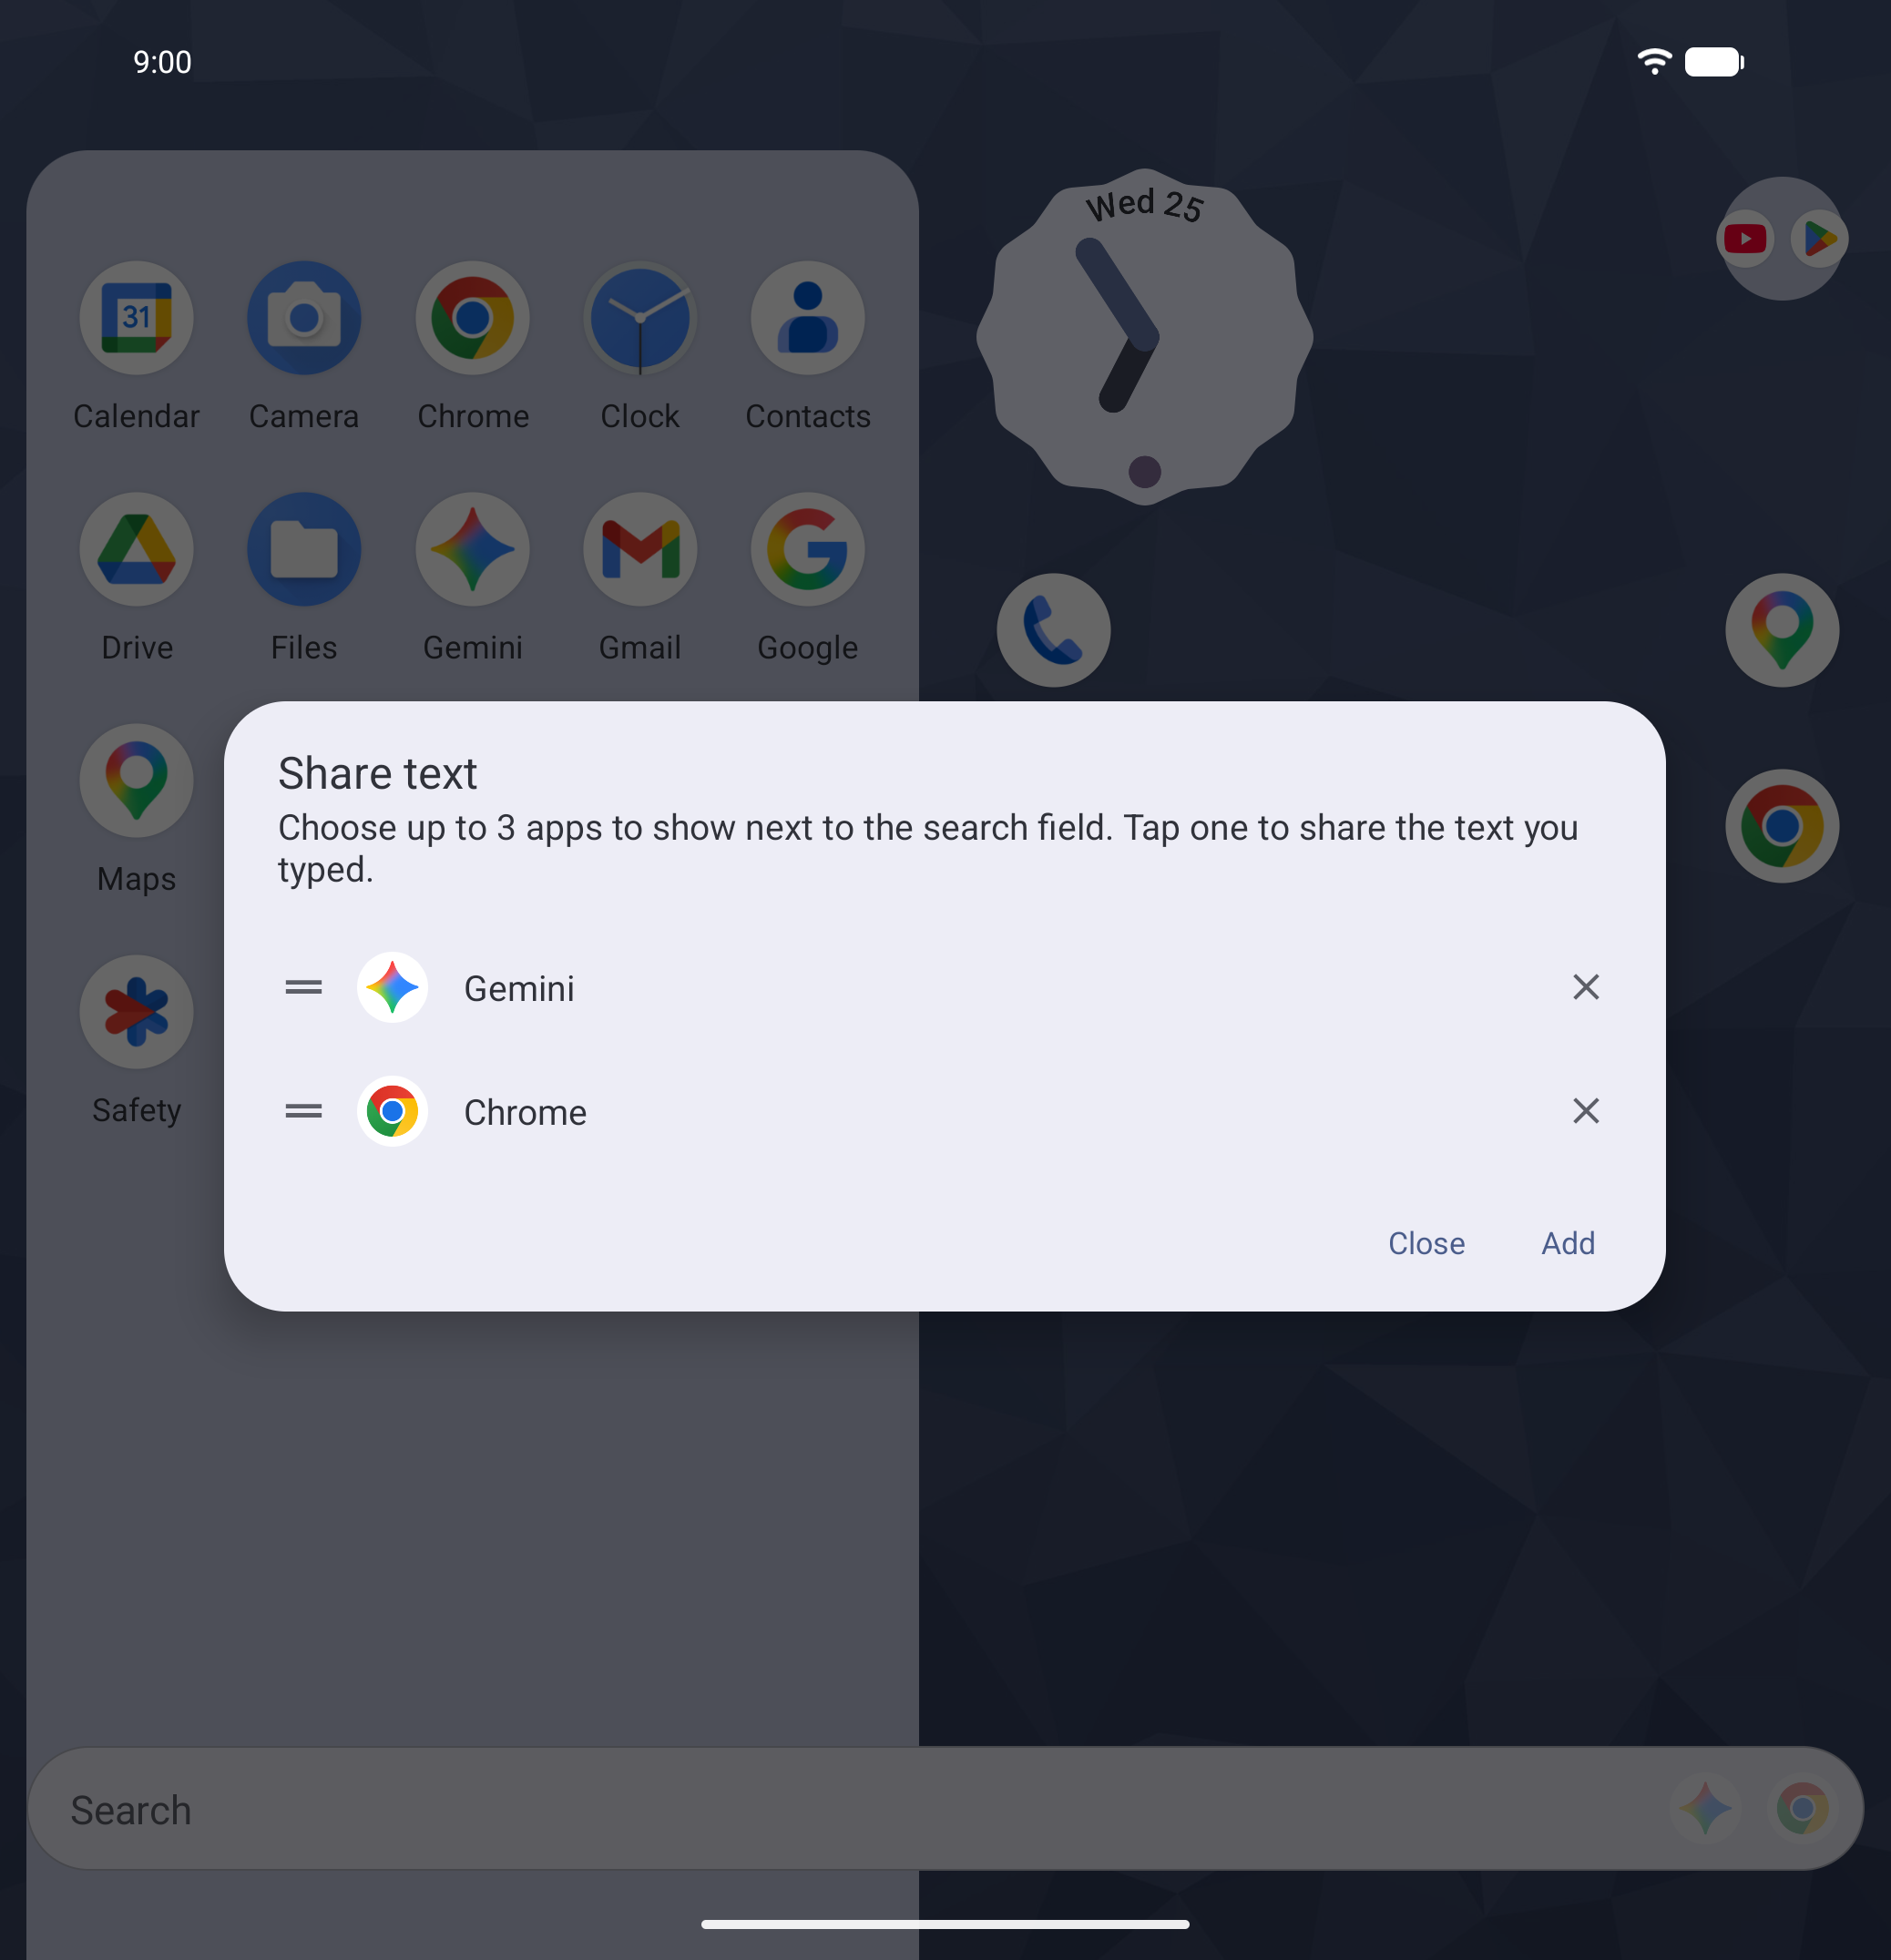 9:00
Wed 25
31
Calendar Camera Chrome Clock Contacts
Drive Files Gemini Gmail Google
Maps
Safety
Share text
Choose up to 3 apps to show next to the search field. Tap one to share the text you
typed.
Gemini
Chrome
Close Add
Search